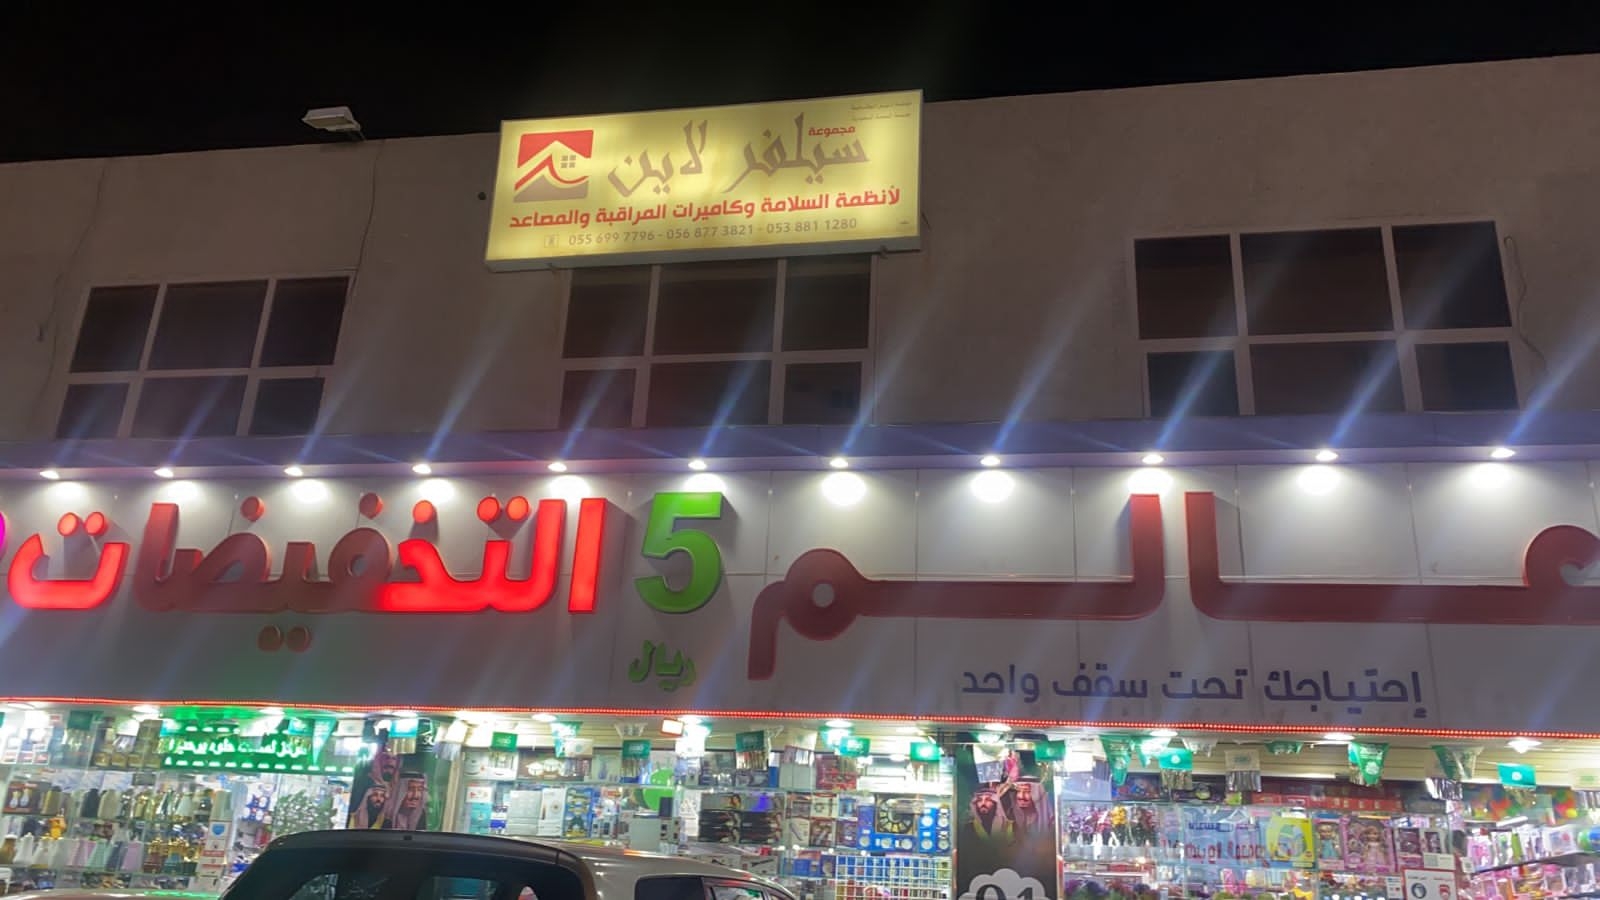 مجموعة
سيلفر لاين
لأنظمة السلامة وكاميرات المراقبة والمصاعد
055 699 7796 - 056 877 3821 - 053 881 1280
عالم 5 التخفيضات
ريال
إحتياجك تحت سقف واحد